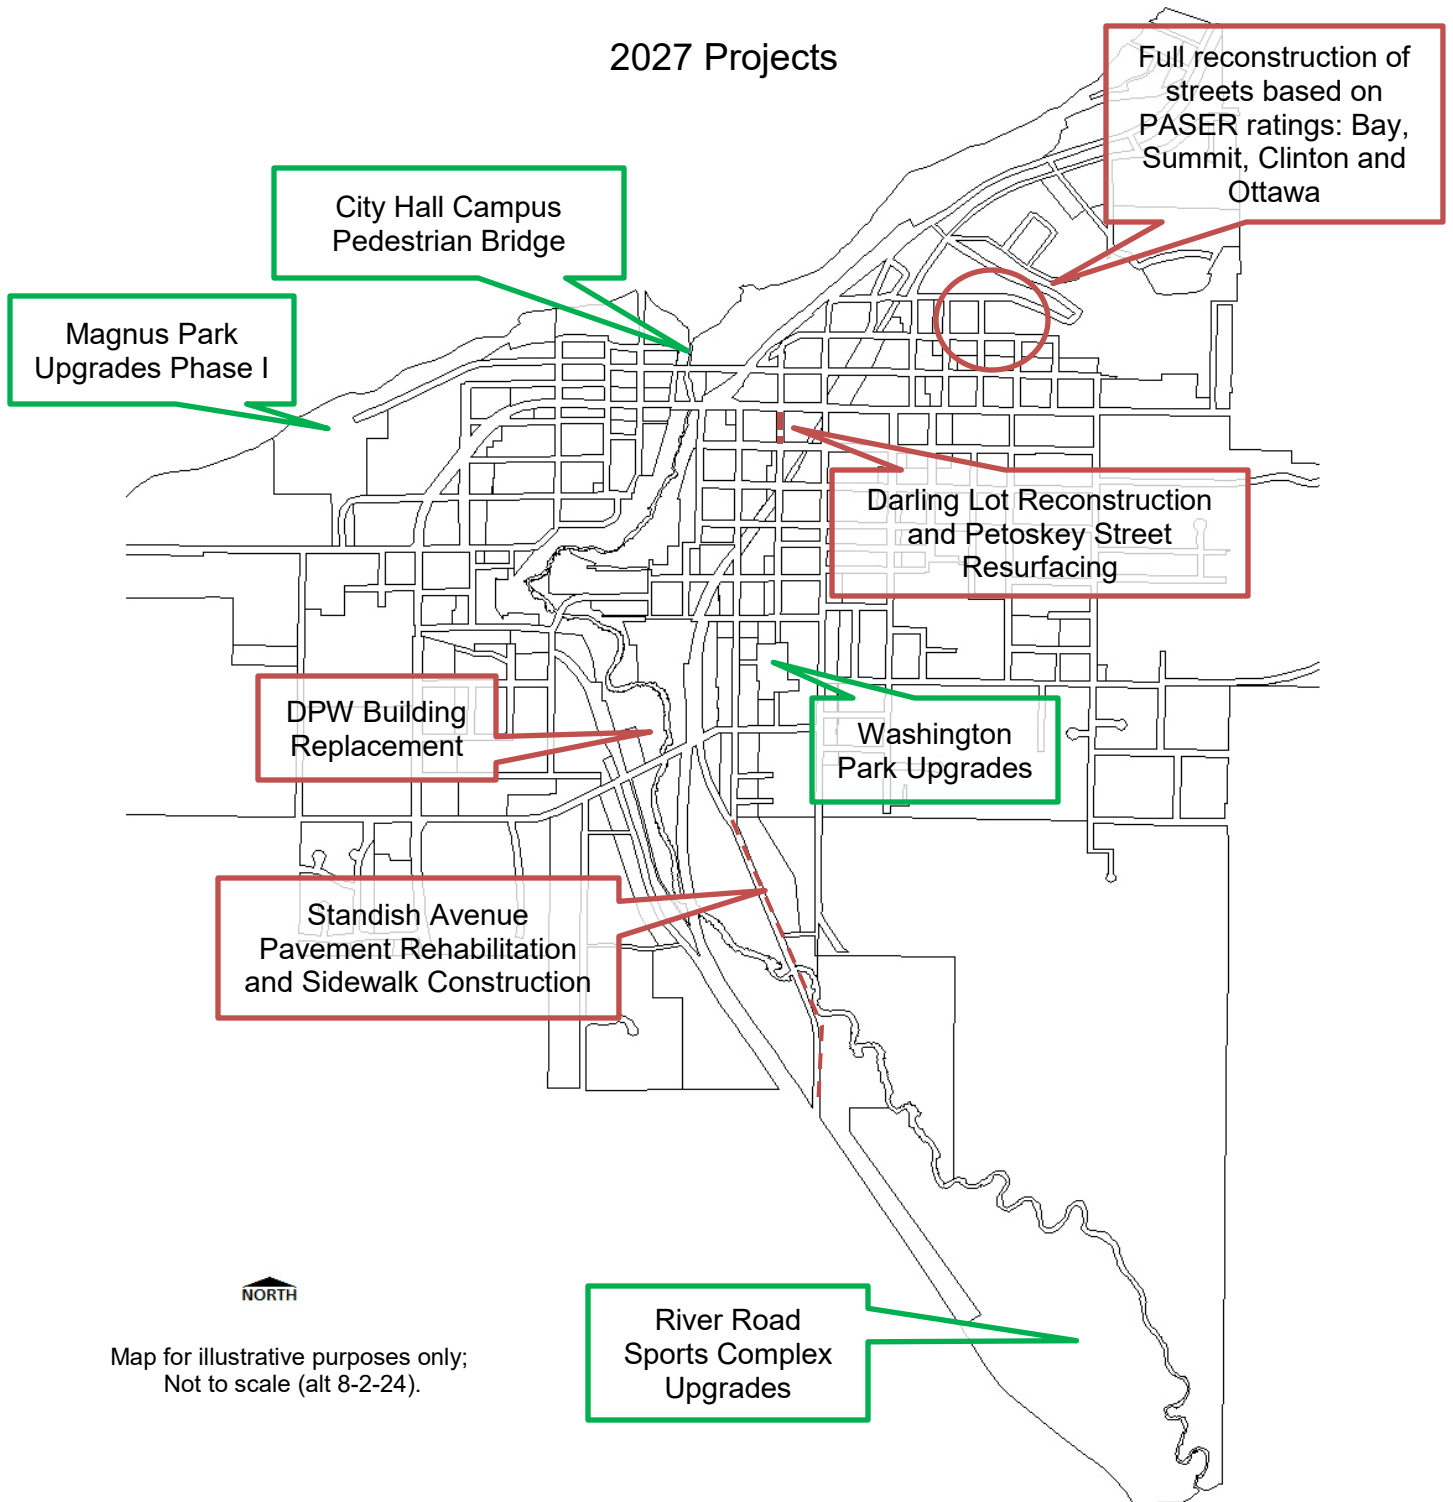 2027 Projects
Full reconstruction of
streets based on
PASER ratings: Bay,
Summit, Clinton and
Ottawa
City Hall Campus
Pedestrian Bridge
Magnus Park
Upgrades Phase I
Darling Lot Reconstruction
and Petoskey Street
Resurfacing
DPW Building
Replacement
Washington
Park Upgrades
Standish Avenue
Pavement Rehabilitation
and Sidewalk Construction
River Road
Sports Complex
Upgrades
NORTH
Map for illustrative purposes only;
Not to scale (alt 8-2-24).